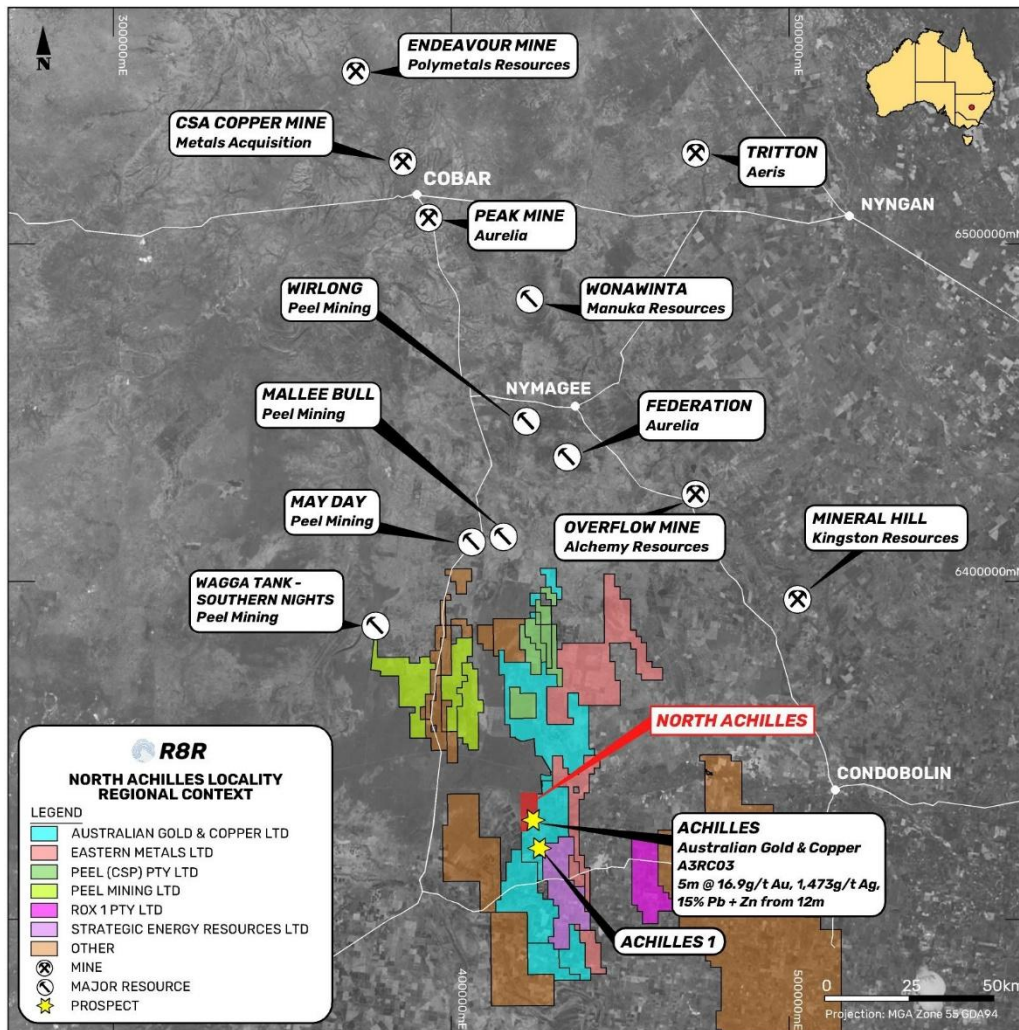 300000mE
500000mE
N
ENDEAVOUR MINE
Polymetals Resources
CSA COPPER MINE
Metals Acquisition
TRITTON
Aeris
COBAR
NYNGAN
PEAK MINE
Aurelia
6500000mN
WIRLONG
Peel Mining
WONAWINTA
Manuka Resources
NYMAGEE
MALLEE BULL
Peel Mining
FEDERATION
Aurelia
MAY DAY
Peel Mining
OVERFLOW MINE
Alchemy Resources
MINERAL HILL
Kingston Resources
6400000mN
WAGGA TANK -
SOUTHERN NIGHTS
Peel Mining
NORTH ACHILLES
CONDOBOLIN
ACHILLES
Australian Gold & Copper
A3RC03
5m @ 16.9g/t Au, 1,473g/t Ag,
15% Pb + Zn from 12m
ACHILLES 1
R8R
NORTH ACHILLES LOCALITY
REGIONAL CONTEXT
LEGEND
AUSTRALIAN GOLD & COPPER LTD
EASTERN METALS LTD
PEEL (CSP) PTY LTD
PEEL MINING LTD
ROX 1 PTY LTD
STRATEGIC ENERGY RESOURCES LTD
OTHER
MINE
MAJOR RESOURCE
PROSPECT
400000mE
500000mE
0 25 50km
Projection: MGA Zone 55 GDA94